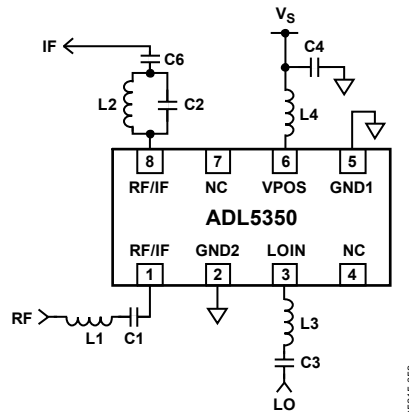 VS
IF
C6
C4
L2
C2
L4
8
7
6
5
RF/IF
NC
VPOS
GND1
ADL5350
RF/IF
GND2
LOIN
NC
1
2
3
4
RF
L1
C1
L3
C3
LO